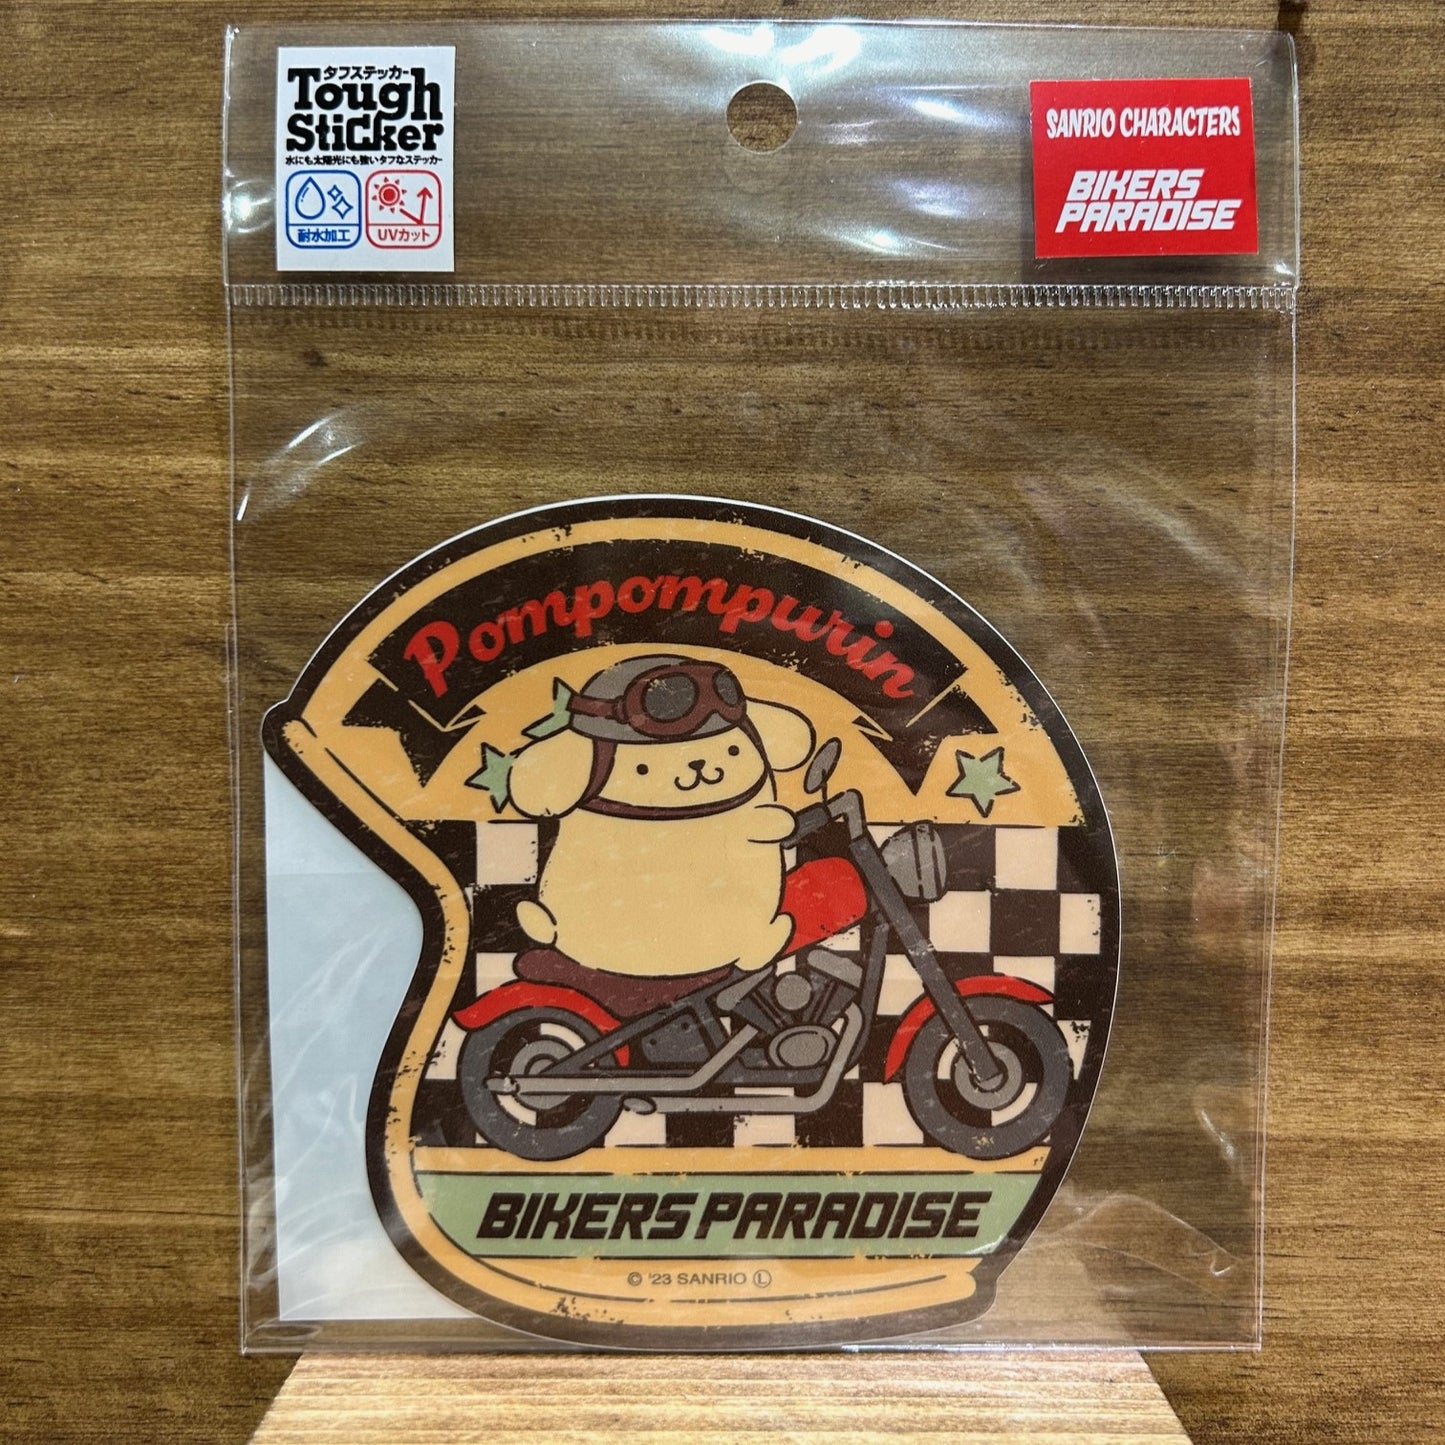 タフステッカー
Tough
Sticker
水にも太陽光にも強いタフなステッカー
耐水加工
UVカット
SANRIO CHARACTERS
BIKERS
PARADISE
Pompompurin
BIKERS PARADISE
© '23 SANRIO Ⓛ